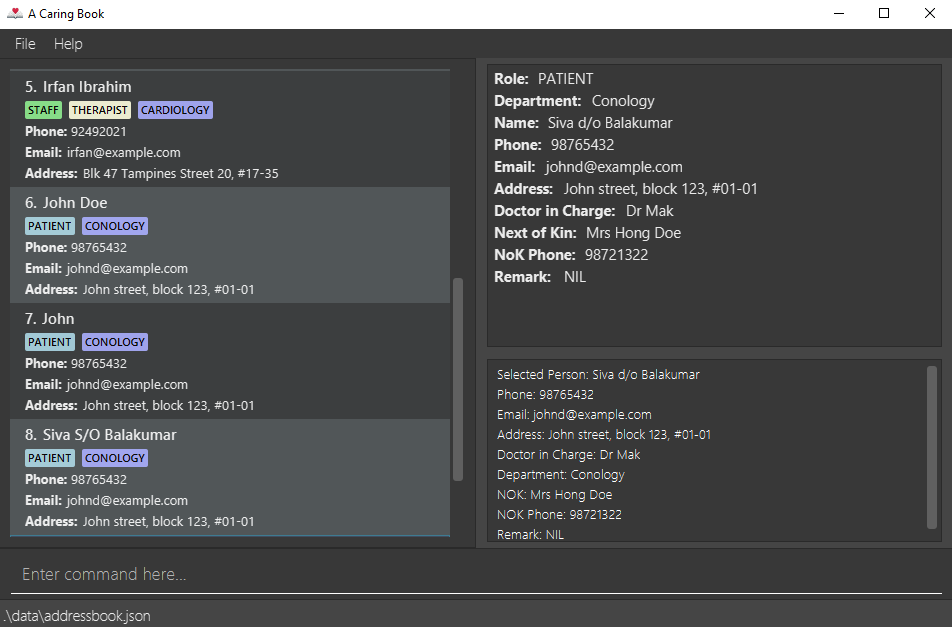 A Caring Book
File Help
5. Irfan Ibrahim
STAFF THERAPIST CARDIOLOGY
Phone: 92492021
Email: irfan@example.com
Address: Blk 47 Tampines Street 20, #17-35
6. John Doe
PATIENT CONOLOGY
Phone: 98765432
Email: johnd@example.com
Address: John street, block 123, #01-01
7. John
PATIENT CONOLOGY
Phone: 98765432
Email: johnd@example.com
Address: John street, block 123, #01-01
8. Siva S/O Balakumar
PATIENT CONOLOGY
Phone: 98765432
Email: johnd@example.com
Address: John street, block 123, #01-01
Role: PATIENT
Department: Conology
Name: Siva d/o Balakumar
Phone: 98765432
Email: johnd@example.com
Address: John street, block 123, #01-01
Doctor in Charge: Dr Mak
Next of Kin: Mrs Hong Doe
NoK Phone: 98721322
Remark: NIL
Selected Person: Siva d/o Balakumar
Phone: 98765432
Email: johnd@example.com
Address: John street, block 123, #01-01
Doctor in Charge: Dr Mak
Department: Conology
NOK: Mrs Hong Doe
NOK Phone: 98721322
Remark: NIL
Enter command here...
.\data\addressbook.json